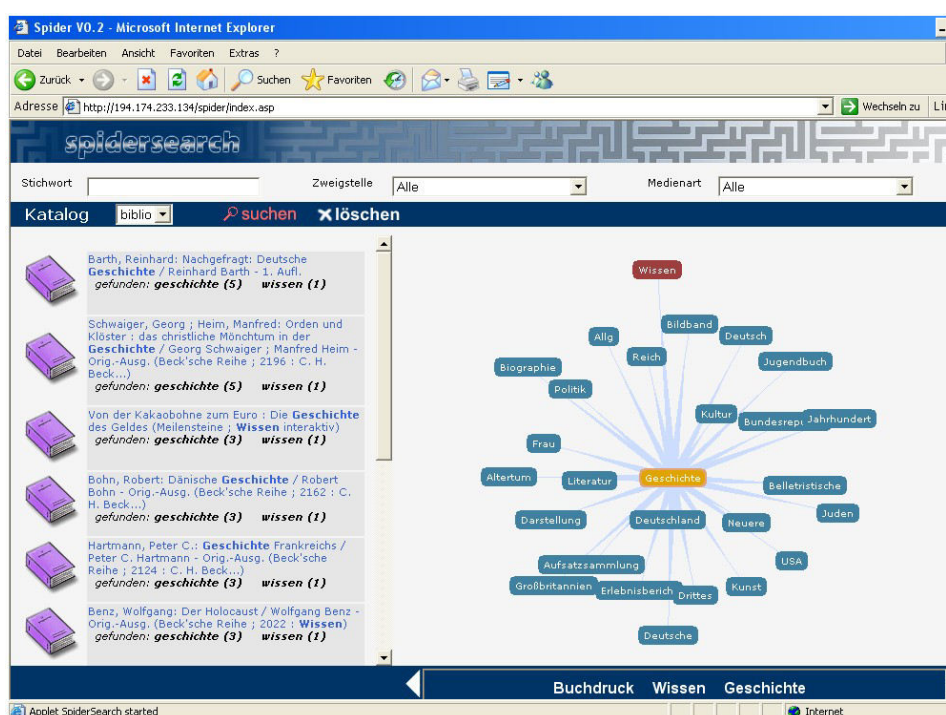 Spider V0.2 - Microsoft Internet Explorer
Datei Bearbeiten Ansicht Favoriten Extras ?
Zurück Suchen Favoriten
Adresse http://194.174.233.134/spider/index.asp Wechseln zu
spidersearch
Stichwort Zweigstelle Alle Medienart Alle
Katalog biblio suchen löschen
Barth, Reinhard: Nachgefragt: Deutsche
Geschichte / Reinhard Barth - 1. Aufl.
gefunden: geschichte (5) wissen (1)
Schwaiger, Georg ; Heim, Manfred: Orden und
Klöster : das christliche Mönchtum in der
Geschichte / Georg Schwaiger ; Manfred Heim -
Orig.-Ausg. (Beck'sche Reihe ; 2196 : C. H.
Beck...)
gefunden: geschichte (5) wissen (1)
Von der Kakaobohne zum Euro : Die Geschichte
des Geldes (Meilensteine ; Wissen interaktiv)
gefunden: geschichte (3) wissen (1)
Bohn, Robert: Dänische Geschichte / Robert
Bohn - Orig.-Ausg. (Beck'sche Reihe ; 2162 : C.
H. Beck...)
gefunden: geschichte (3) wissen (1)
Hartmann, Peter C.: Geschichte Frankreichs /
Peter C. Hartmann - Orig.-Ausg. (Beck'sche
Reihe ; 2124 : C. H. Beck...)
gefunden: geschichte (3) wissen (1)
Benz, Wolfgang: Der Holocaust / Wolfgang Benz -
Orig.-Ausg. (Beck'sche Reihe ; 2022 : Wissen)
gefunden: geschichte (3) wissen (1)
Wissen
Bildband
Allg
Deutsch
Reich
Jugendbuch
Biographie
Politik
Kultur
Bundesrepu
Jahrhundert
Frau
Altertum
Literatur
Geschichte
Belletristische
Darstellung
Deutschland
Neuere
Juden
Aufsatzsammlung
USA
Großbritannien
Erlebnisberich
Drittes
Kunst
Deutsche
Buchdruck Wissen Geschichte
Applet SpiderSearch started Internet